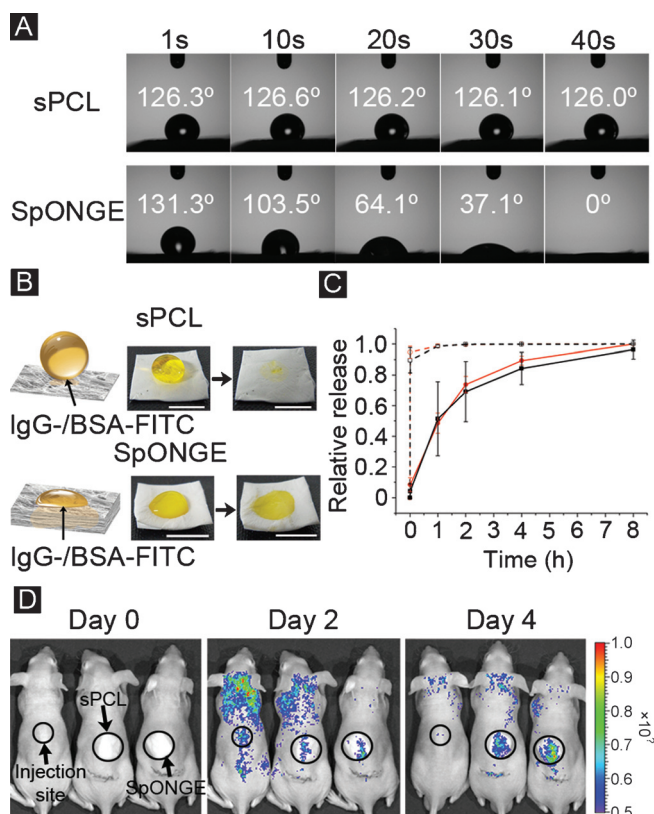 A
1s 10s 20s 30s 40s
sPCL
126.3º 126.6º 126.2º 126.1º 126.0º
SpONGE
131.3º 103.5º 64.1º 37.1º 0º
B
sPCL
IgG-/BSA-FITC
SpONGE
IgG-/BSA-FITC
C
Relative release
1.0
0.8
0.6
0.4
0.2
0
0 1 2 3 4 5 6 7 8
Time (h)
D
Day 0 Day 2 Day 4
sPCL
Injection
site
SpONGE
1.0
0.9
0.8
0.7
0.6
0.5